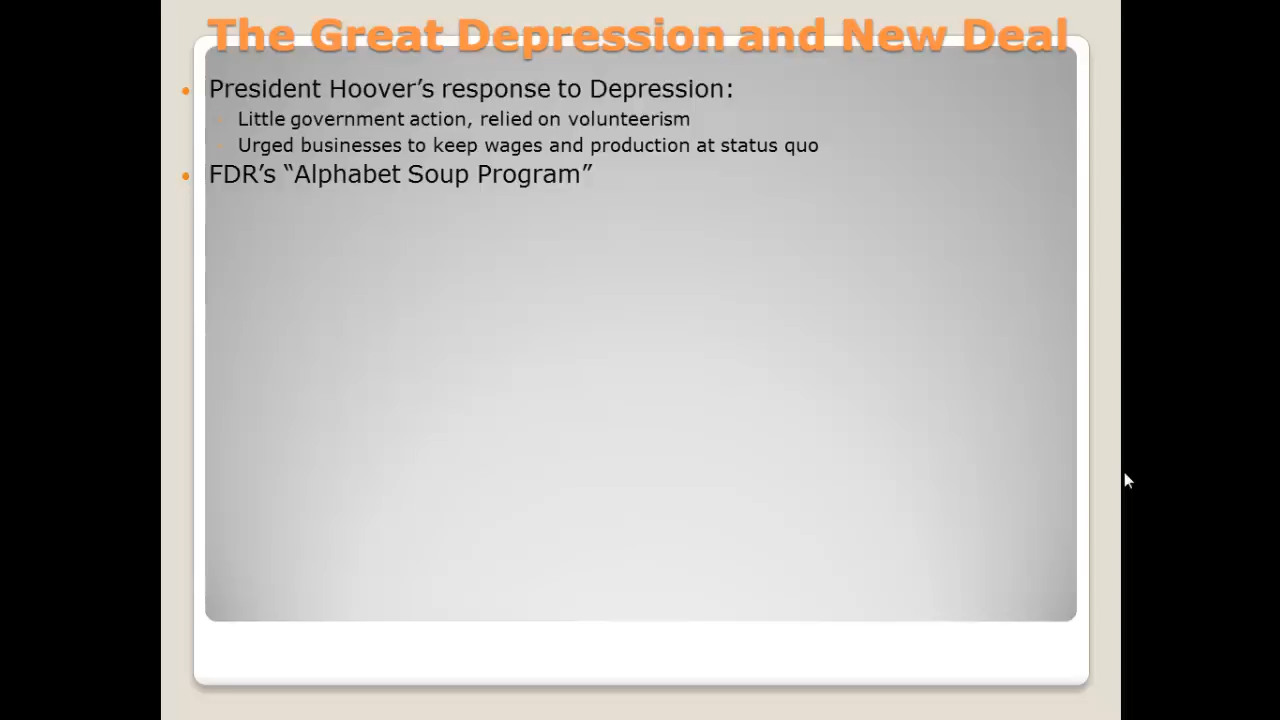 The Great Depression and New Deal
President Hoover’s response to Depression:
Little government action, relied on volunteerism
Urged businesses to keep wages and production at status quo
FDR’s “Alphabet Soup Program”